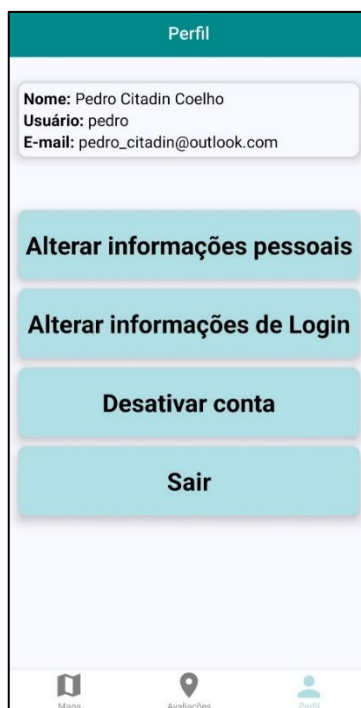 Perfil
Nome: Pedro Citadin Coelho
Usuário: pedro
E-mail: pedro_citadin@outlook.com
Alterar informações pessoais
Alterar informações de Login
Desativar conta
Sair
Mapa
Avaliações
Perfil